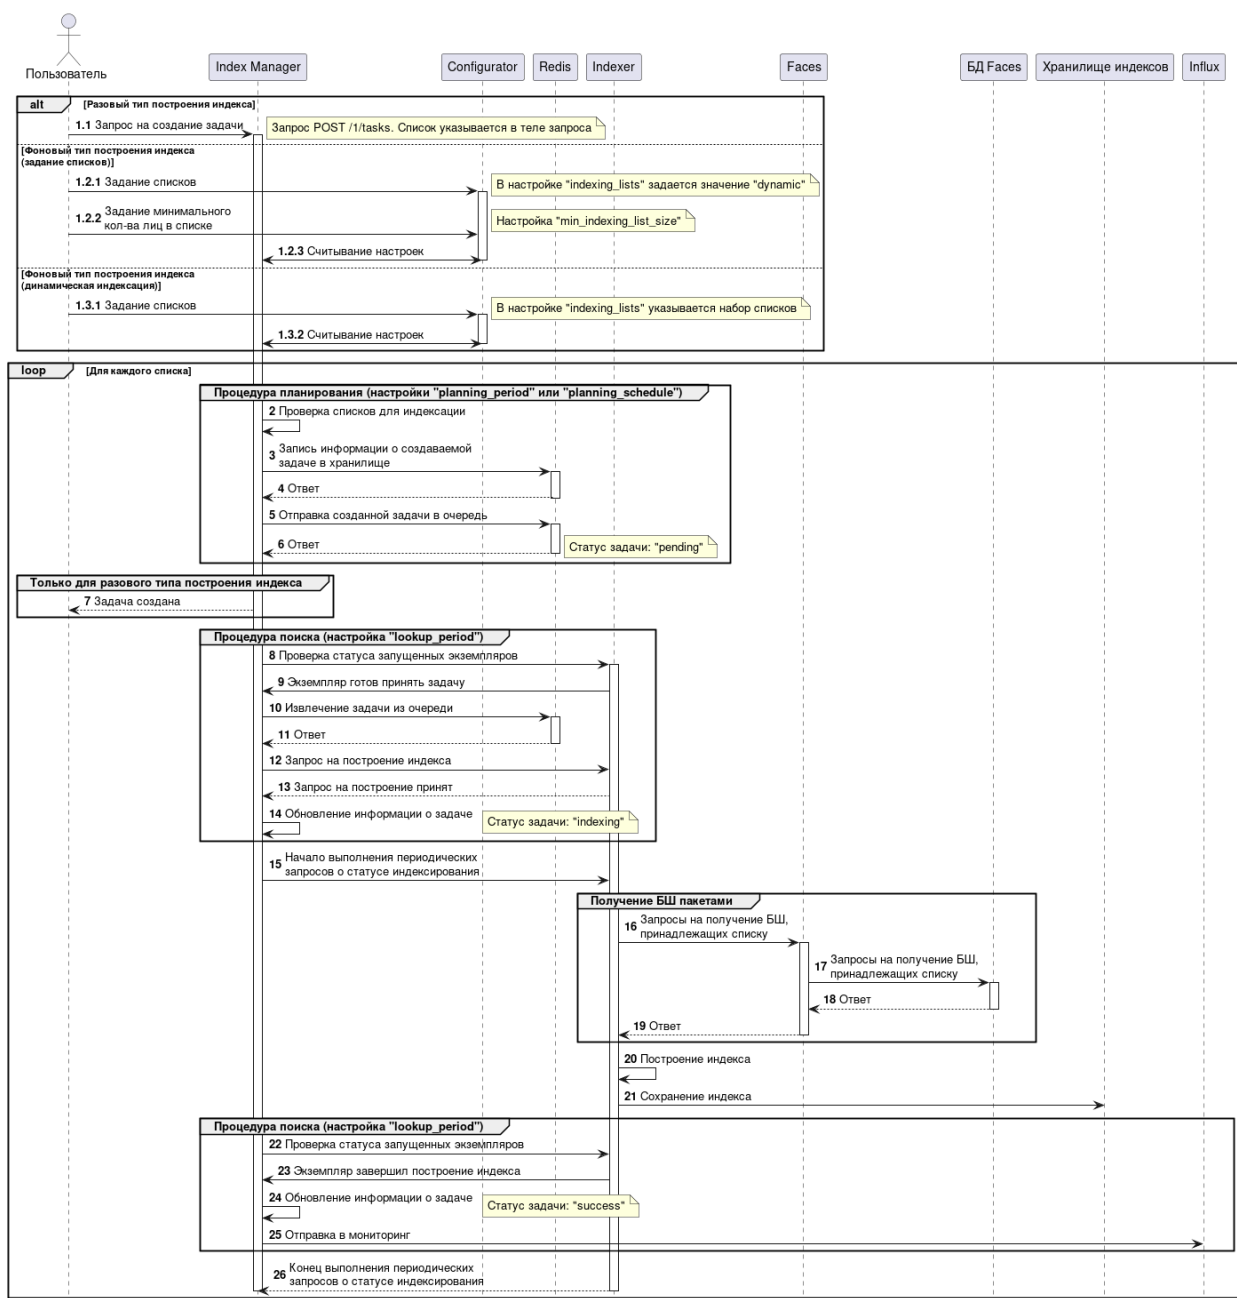 Пользователь
Index Manager
Configurator
Redis
Indexer
Faces
БД Faces
Хранилище индексов
Influx
alt
[Разовый тип построения индекса]
1.1 Запрос на создание задачи
Запрос POST /1/tasks. Список указывается в теле запроса
[Фоновый тип построения индекса
(задание списков)]
1.2.1 Задание списков
В настройке "indexing_lists" задается значение "dynamic"
1.2.2 Задание минимального
кол-ва лиц в списке
Настройка "min_indexing_list_size"
1.2.3 Считывание настроек
[Фоновый тип построения индекса
(динамическая индексация)]
1.3.1 Задание списков
В настройке "indexing_lists" указывается набор списков
1.3.2 Считывание настроек
loop
[Для каждого списка]
Процедура планирования (настройки "planning_period" или "planning_schedule")
2 Проверка списков для индексации
3 Запись информации о создаваемой
задаче в хранилище
4 Ответ
5 Отправка созданной задачи в очередь
6 Ответ
Статус задачи: "pending"
Только для разового типа построения индекса
7 Задача создана
Процедура поиска (настройка "lookup_period")
8 Проверка статуса запущенных экземпляров
9 Экземпляр готов принять задачу
10 Извлечение задачи из очереди
11 Ответ
12 Запрос на построение индекса
13 Запрос на построение принят
14 Обновление информации о задаче
Статус задачи: "indexing"
15 Начало выполнения периодических
запросов о статусе индексирования
Получение БШ пакетами
16 Запросы на получение БШ,
принадлежащих списку
17 Запросы на получение БШ,
принадлежащих списку
18 Ответ
19 Ответ
20 Построение индекса
21 Сохранение индекса
Процедура поиска (настройка "lookup_period")
22 Проверка статуса запущенных экземпляров
23 Экземпляр завершил построение индекса
24 Обновление информации о задаче
Статус задачи: "success"
25 Отправка в мониторинг
26 Конец выполнения периодических
запросов о статусе индексирования